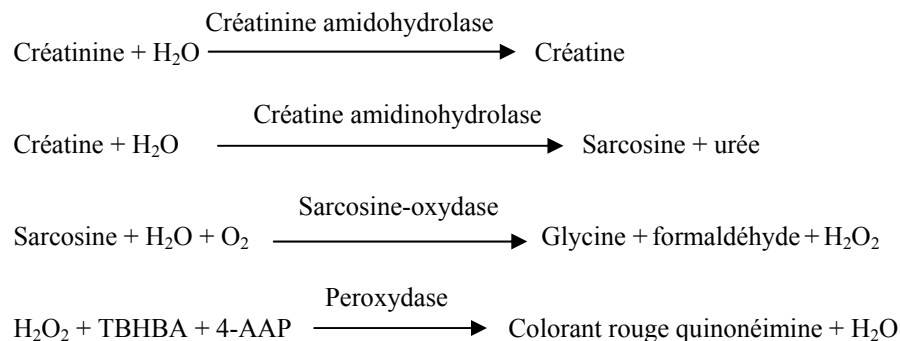 Créatinine amidohydrolase
Créatinine + H₂O → Créatine
Créatine amidinohydrolase
Créatine + H₂O → Sarcosine + urée
Sarcosine-oxydase
Sarcosine + H₂O + O₂ → Glycine + formaldéhyde + H₂O₂
Peroxydase
H₂O₂ + TBHBA + 4-AAP → Colorant rouge quinonéimine + H₂O